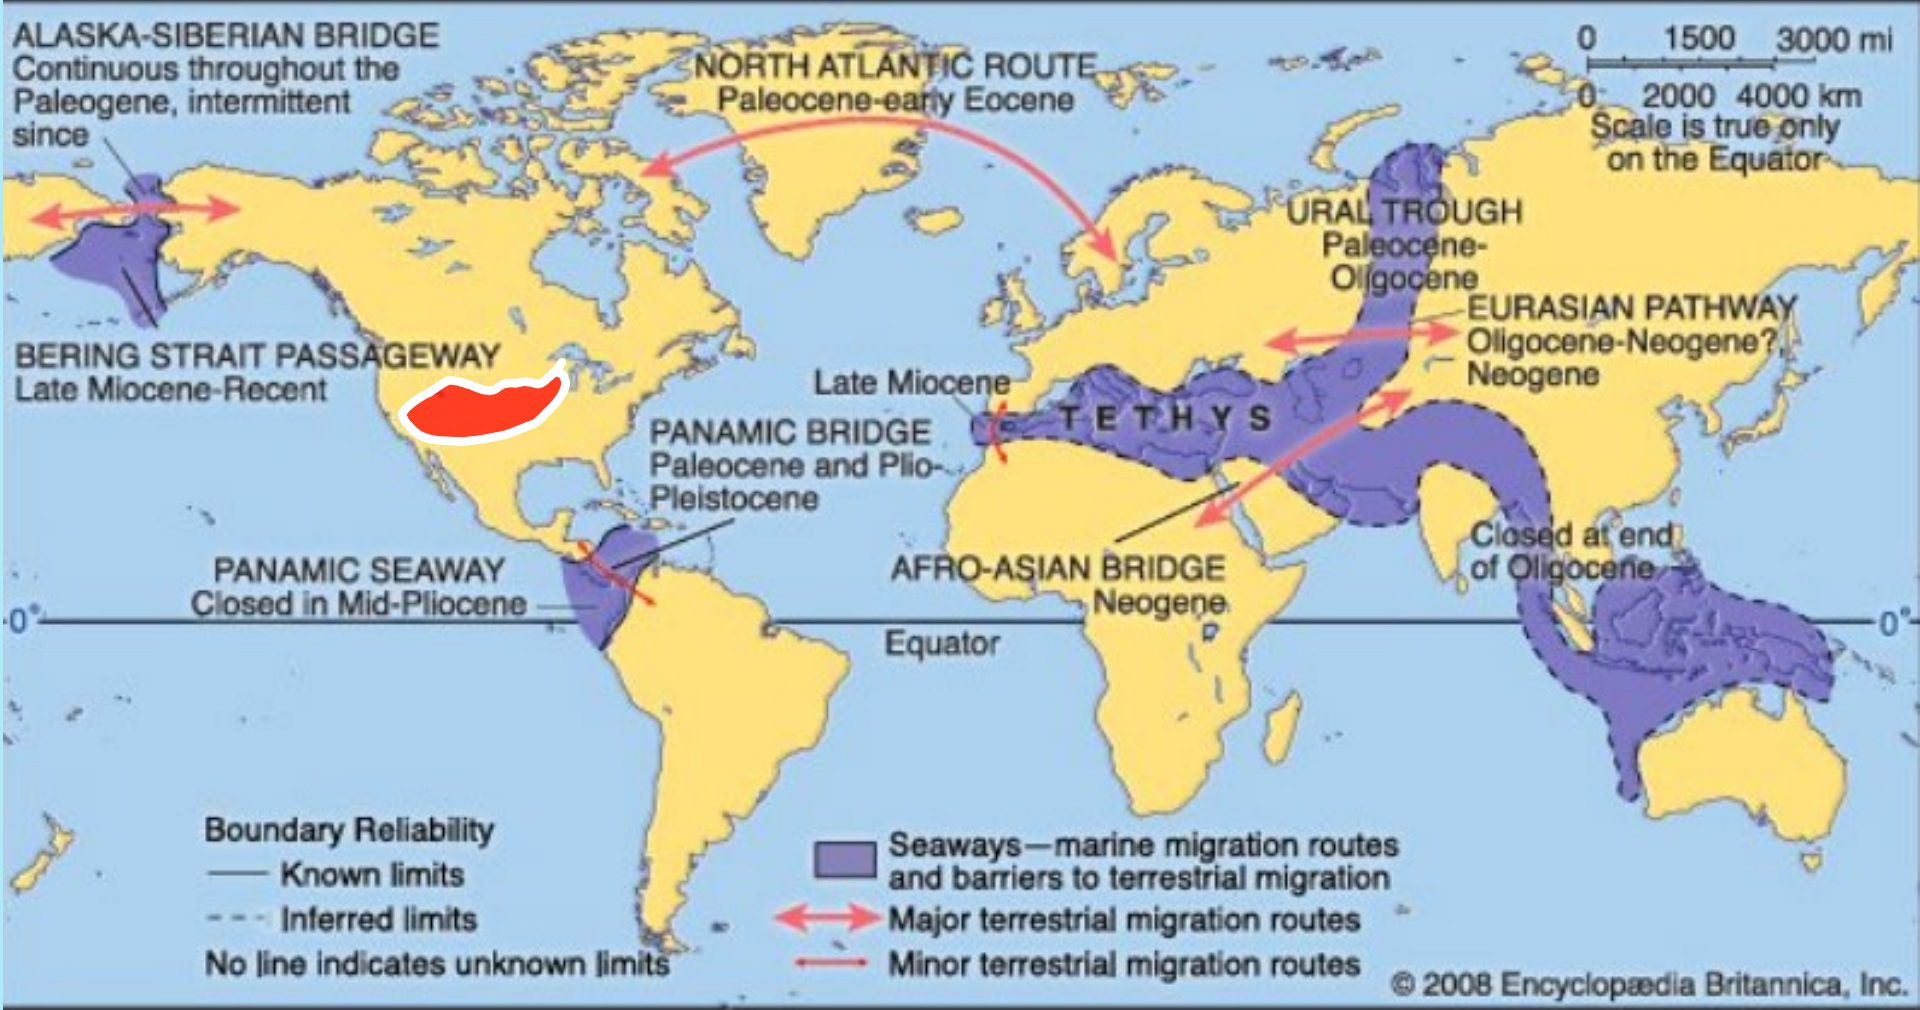 ALASKA-SIBERIAN BRIDGE
Continuous throughout the
Paleogene, intermittent
since
NORTH ATLANTIC ROUTE
Paleocene-early Eocene
0 1500 3000 mi
0 2000 4000 km
Scale is true only
on the Equator
URAL TROUGH
Paleocene-
Oligocene
EURASIAN PATHWAY
Oligocene-Neogene?,
Neogene
BERING STRAIT PASSAGEWAY
Late Miocene-Recent
Late Miocene
TETHYS
PANAMIC BRIDGE
Paleocene and Plio-
Pleistocene
Closed at end
of Oligocene
PANAMIC SEAWAY
Closed in Mid-Pliocene
AFRO-ASIAN BRIDGE
Neogene
0°
Equator
0°
Boundary Reliability
Known limits
Inferred limits
No line indicates unknown limits
Seaways—marine migration routes
and barriers to terrestrial migration
Major terrestrial migration routes
Minor terrestrial migration routes
© 2008 Encyclopædia Britannica, Inc.